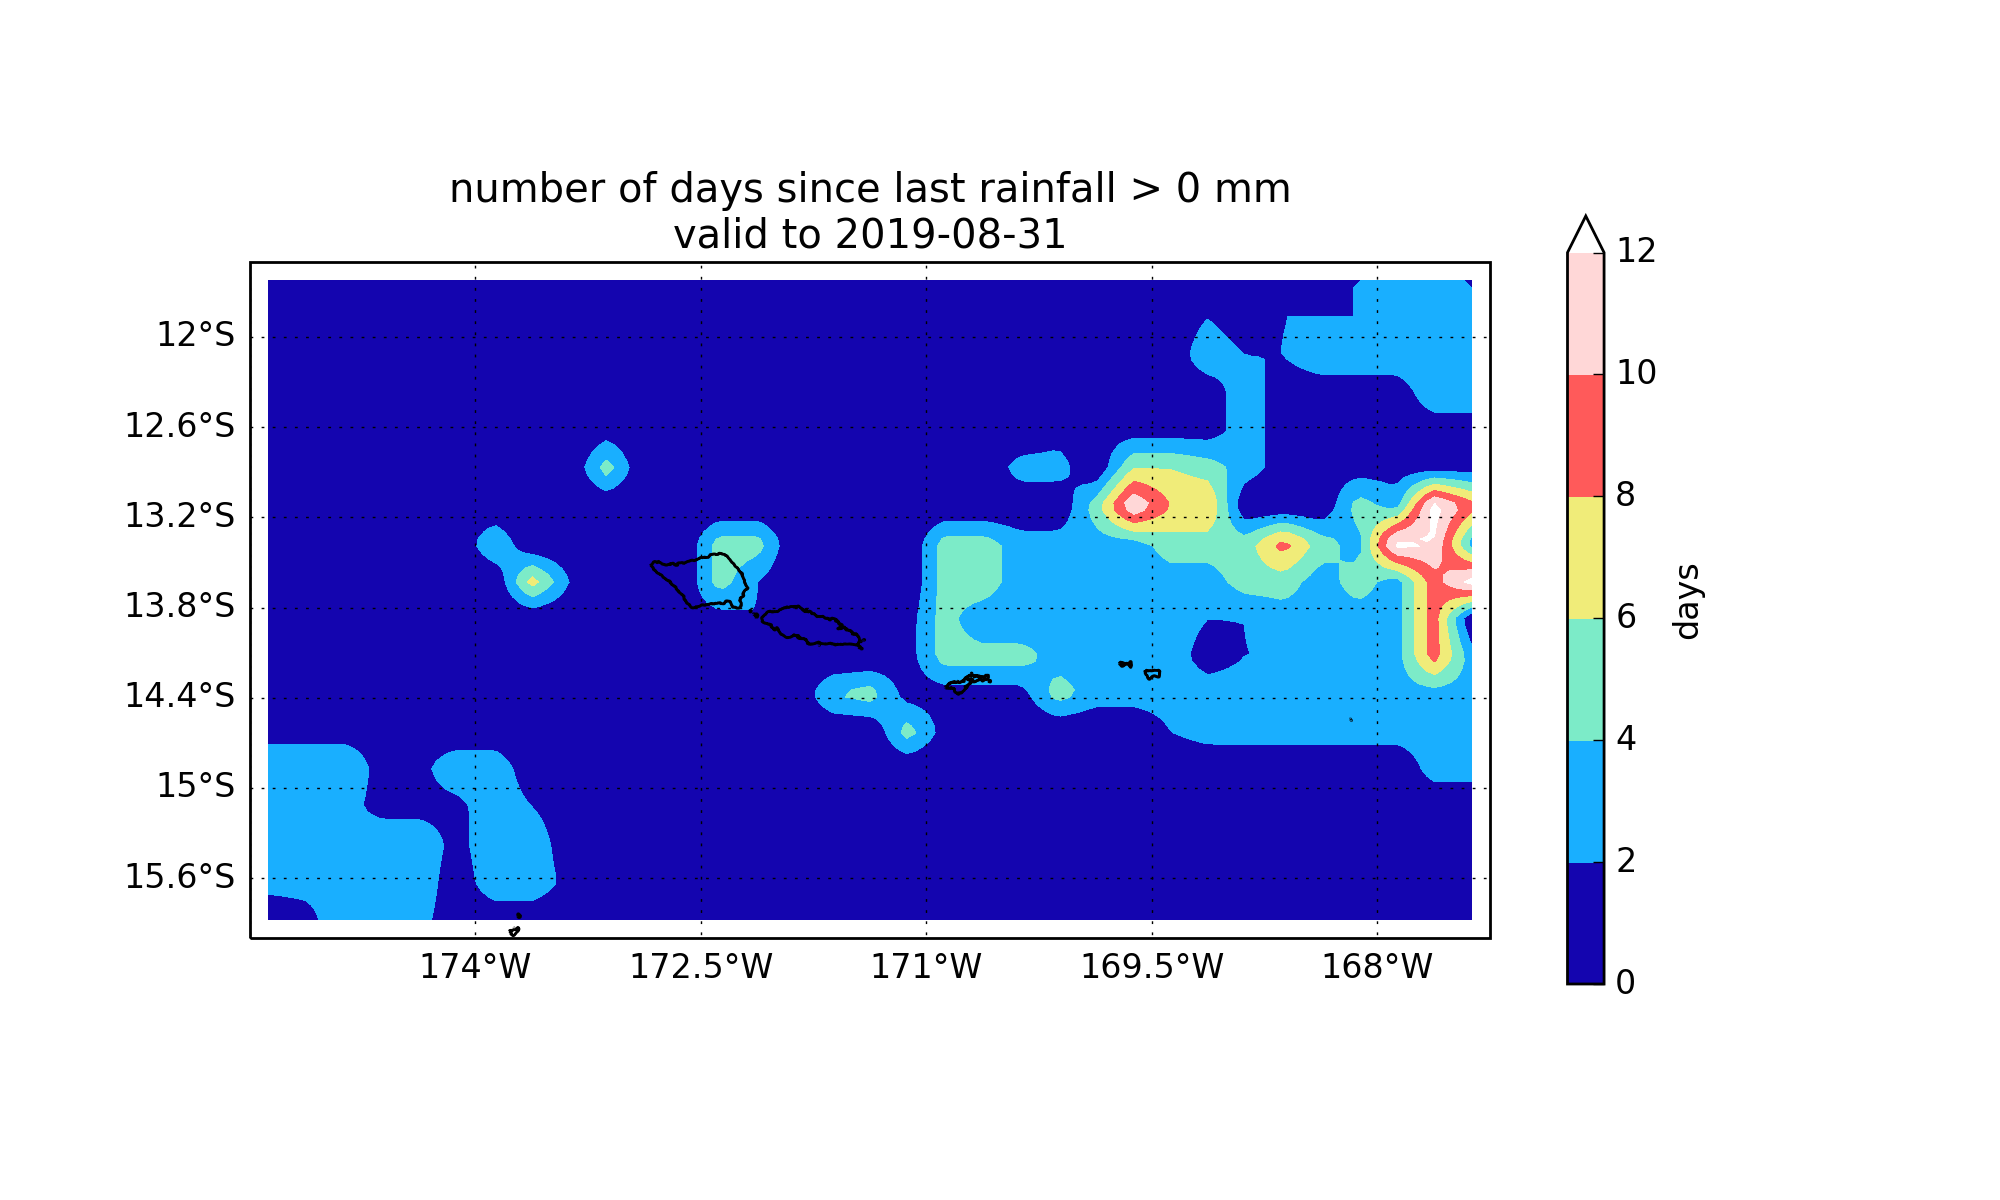 number of days since last rainfall > 0 mm
valid to 2019-08-31
12°S
12.6°S
13.2°S
13.8°S
14.4°S
15°S
15.6°S
174°W
172.5°W
171°W
169.5°W
168°W
12
10
8
6
4
2
0
days